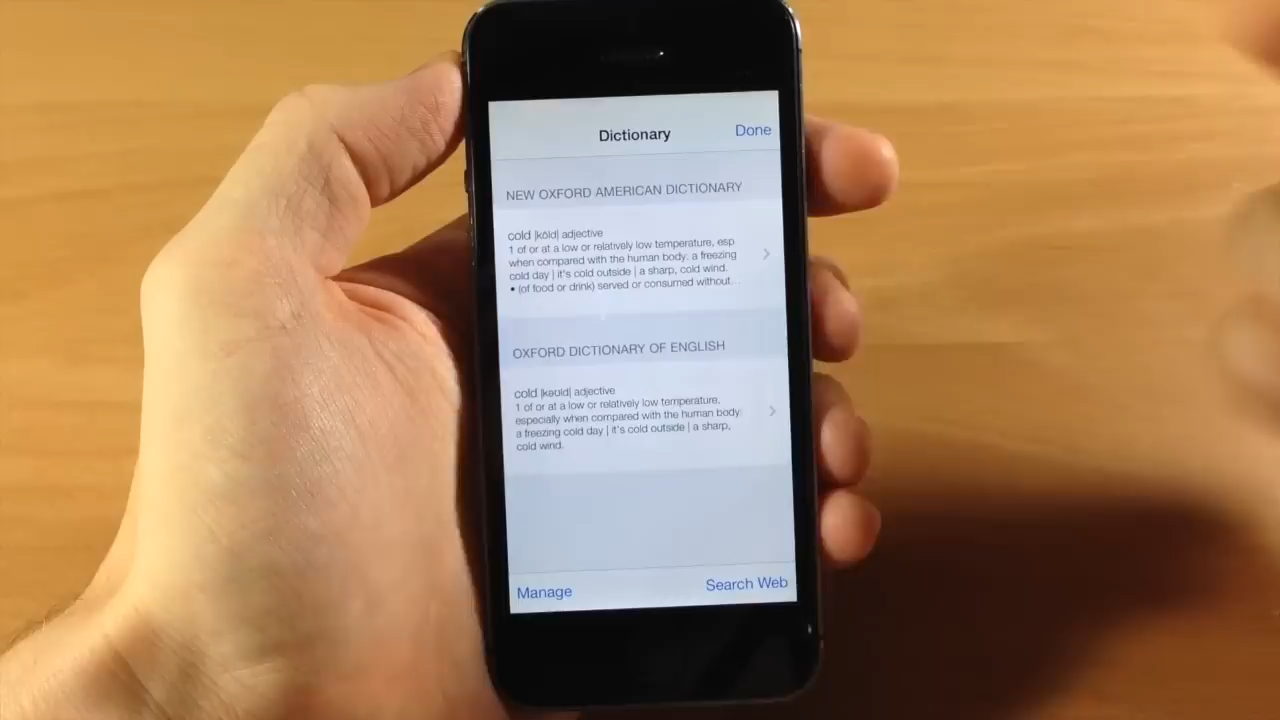 Dictionary
Done
NEW OXFORD AMERICAN DICTIONARY
cold |kōld| adjective
1 of or at a low or relatively low temperature, esp
when compared with the human body. a freezing
cold day | it's cold outside | a sharp, cold wind.
• (of food or drink) served or consumed without...
OXFORD DICTIONARY OF ENGLISH
cold |kəʊld| adjective
1 of or at a low or relatively low temperature,
especially when compared with the human body
a freezing cold day | it's cold outside | a sharp,
cold wind.
Manage
Search Web